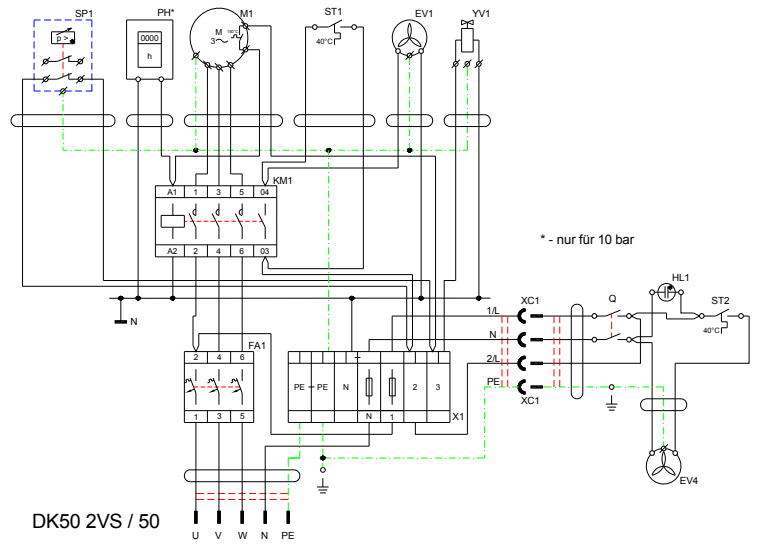 SP1 PH* M1 ST1 EV1 YV1
p >
0000
h
M
3
150°C
40°C
KM1
A1 1 3 5 04
A2 2 4 6 03
* - nur für 10 bar
HL1
XC1 Q ST2
1/L
N
40°C
2/L
PE
XC1
N
FA1
2 4 6
PE PE N 2 3
N 1
X1
1 3 5
EV4
DK50 2VS / 50
U V W N PE